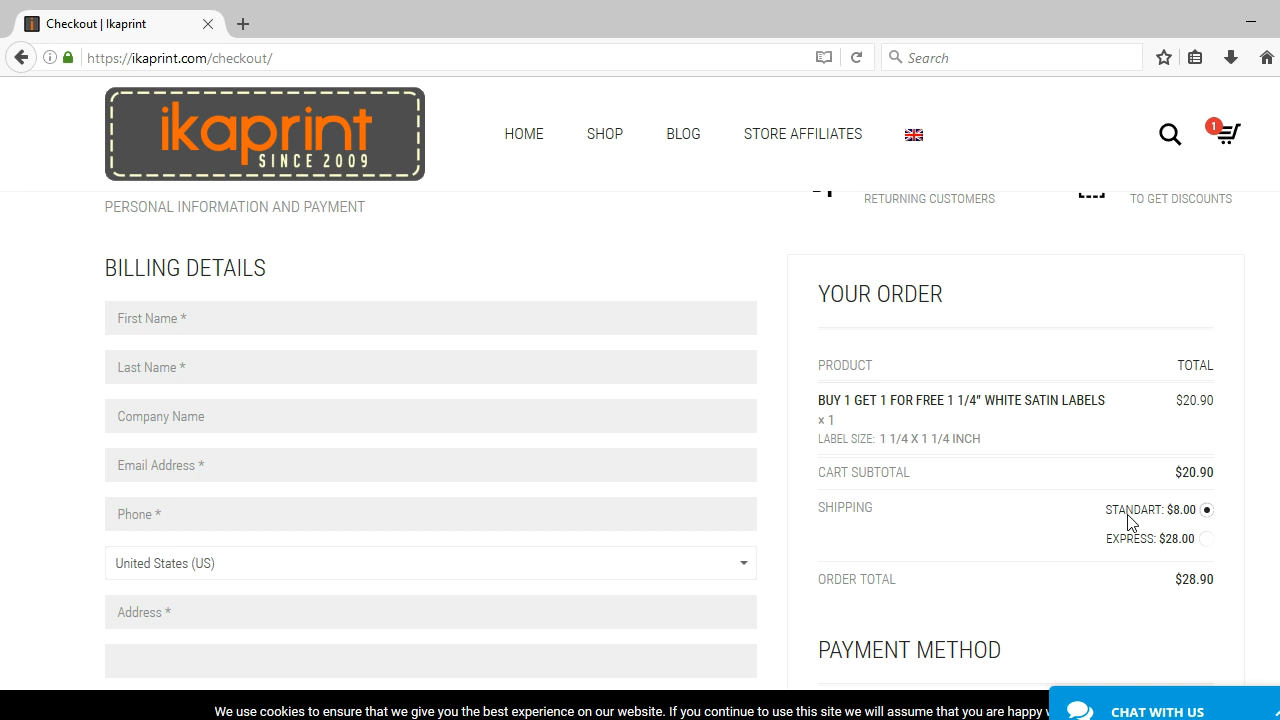 Checkout | Ikaprint
https://ikaprint.com/checkout/
Search
ikaprint
SINCE 2009
HOME
SHOP
BLOG
STORE AFFILIATES
1
PERSONAL INFORMATION AND PAYMENT
RETURNING CUSTOMERS
TO GET DISCOUNTS
BILLING DETAILS
First Name *
Last Name *
Company Name
Email Address *
Phone *
United States (US)
Address *
YOUR ORDER
PRODUCT TOTAL
BUY 1 GET 1 FOR FREE 1 1/4” WHITE SATIN LABELS $20.90
× 1
LABEL SIZE: 1 1/4 X 1 1/4 INCH
CART SUBTOTAL $20.90
SHIPPING STANDART: $8.00
EXPRESS: $28.00
ORDER TOTAL $28.90
PAYMENT METHOD
We use cookies to ensure that we give you the best experience on our website. If you continue to use this site we will assume that you are happy
CHAT WITH US